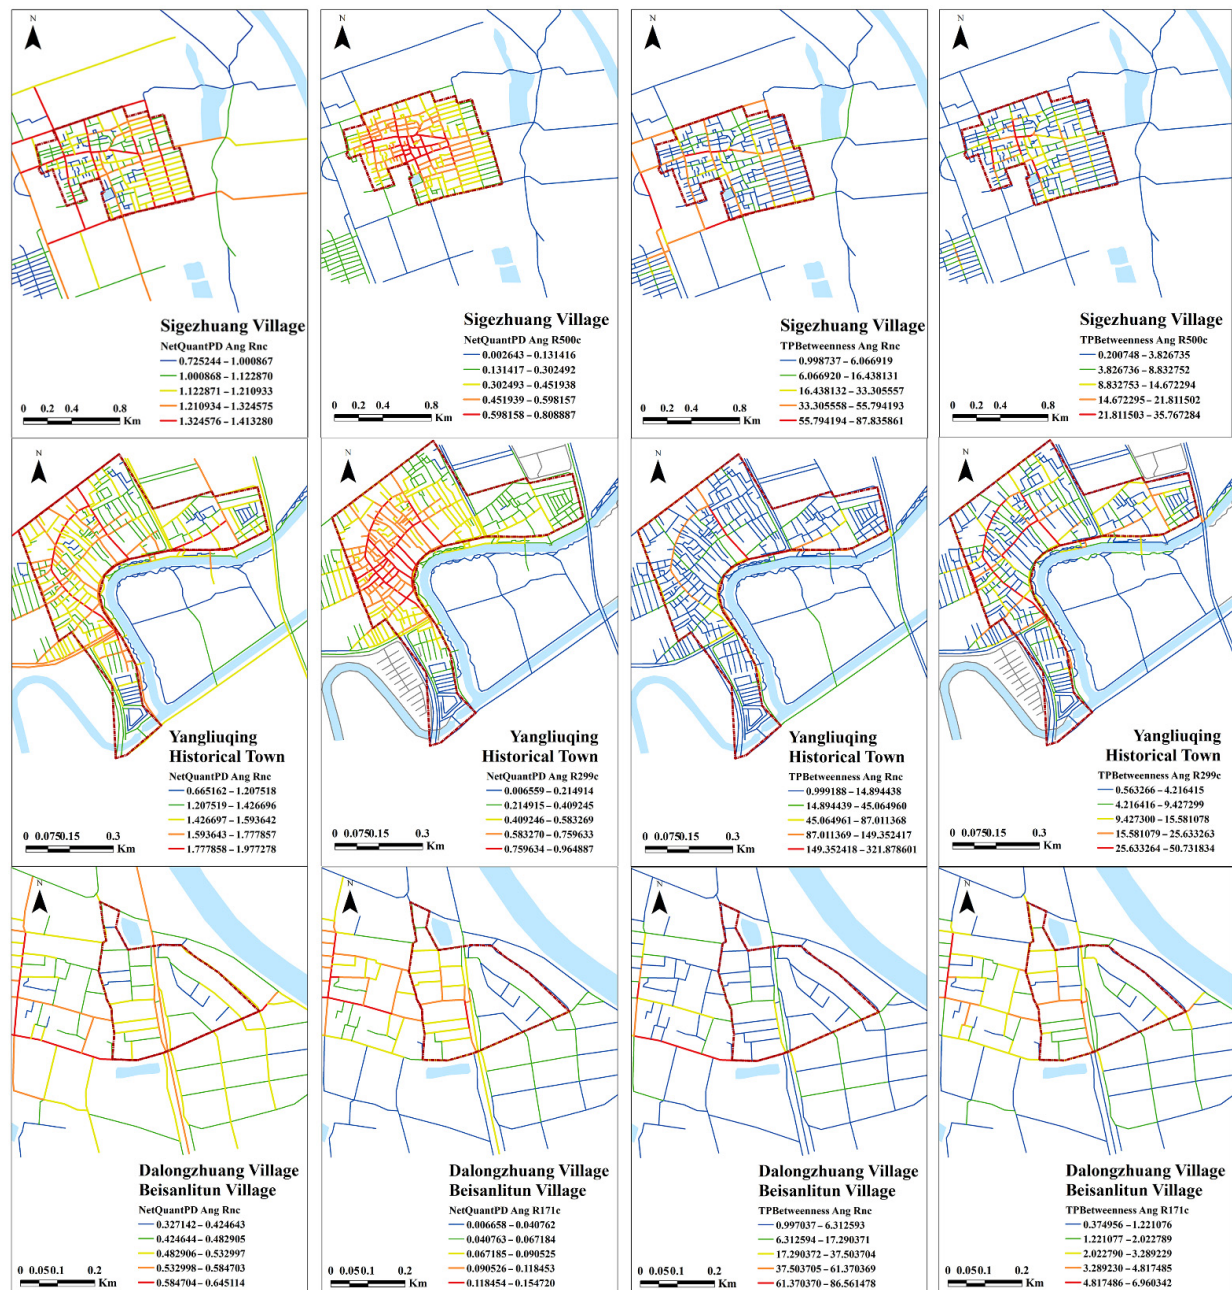 N
Sigezhuang Village
NetQuantPD Ang Rnc
0.725244 – 1.000867
1.000868 – 1.122870
1.122871 – 1.210933
1.210934 – 1.324575
1.324576 – 1.413280
0 0.2 0.4 0.8
Km
N
Sigezhuang Village
NetQuantPD Ang R500c
0.002643 – 0.131416
0.131417 – 0.302492
0.302493 – 0.451938
0.451939 – 0.598157
0.598158 – 0.808887
0 0.2 0.4 0.8
Km
N
Sigezhuang Village
TPBetweenness Ang Rnc
0.998737 – 6.066919
6.066920 – 16.438131
16.438132 – 33.305557
33.305558 – 55.794193
55.794194 – 87.835861
0 0.2 0.4 0.8
Km
N
Sigezhuang Village
TPBetweenness Ang R500c
0.200748 – 3.826735
3.826736 – 8.832752
8.832753 – 14.672294
14.672295 – 21.811502
21.811503 – 35.767284
0 0.2 0.4 0.8
Km
N
Yangliuqing
Historical Town
NetQuantPD Ang Rnc
0.665162 – 1.207518
1.207519 – 1.426696
1.426697 – 1.593642
1.593643 – 1.777857
1.777858 – 1.977278
0 0.075 0.15 0.3
Km
N
Yangliuqing
Historical Town
NetQuantPD Ang R299c
0.006559 – 0.214914
0.214915 – 0.409245
0.409246 – 0.583269
0.583270 – 0.759633
0.759634 – 0.964887
0 0.075 0.15 0.3
Km
N
Yangliuqing
Historical Town
TPBetweenness Ang Rnc
0.999188 – 14.894438
14.894439 – 45.064960
45.064961 – 87.011368
87.011369 – 149.352417
149.352418 – 321.878601
0 0.075 0.15 0.3
Km
N
Yangliuqing
Historical Town
TPBetweenness Ang R299c
0.563266 – 4.216415
4.216416 – 9.427299
9.427300 – 15.581078
15.581079 – 25.633263
25.633264 – 50.731834
0 0.075 0.15 0.3
Km
N
Dalongzhuang Village
Beisanlitun Village
NetQuantPD Ang Rnc
0.327142 – 0.424643
0.424644 – 0.482905
0.482906 – 0.532997
0.532998 – 0.584703
0.584704 – 0.645114
0 0.05 0.1 0.2
Km
N
Dalongzhuang Village
Beisanlitun Village
NetQuantPD Ang R171c
0.006658 – 0.040762
0.040763 – 0.067184
0.067185 – 0.090525
0.090526 – 0.118453
0.118454 – 0.154720
0 0.05 0.1 0.2
Km
N
Dalongzhuang Village
Beisanlitun Village
TPBetweenness Ang Rnc
0.997037 – 6.312593
6.312594 – 17.290371
17.290372 – 37.503704
37.503705 – 61.370369
61.370370 – 86.561478
0 0.05 0.1 0.2
Km
N
Dalongzhuang Village
Beisanlitun Village
TPBetweenness Ang R171c
0.374956 – 1.221076
1.221077 – 2.022789
2.022790 – 3.289229
3.289230 – 4.817485
4.817486 – 6.960342
0 0.05 0.1 0.2
Km